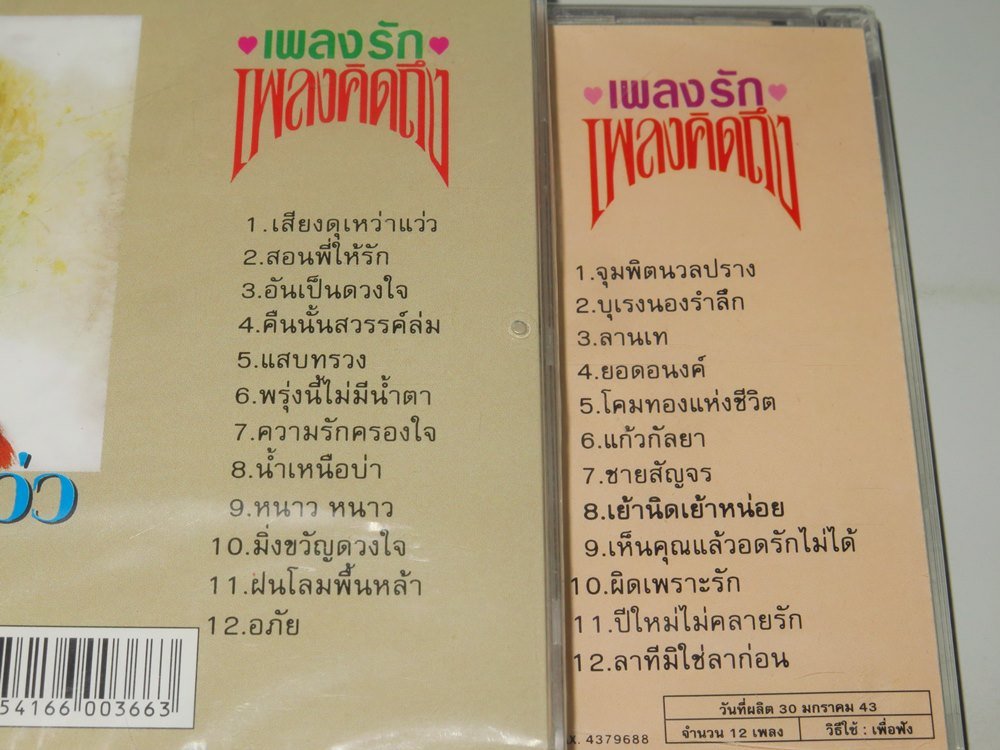 เพลงรัก
เพลงคิดถึง
1.เสียงดุเหว่าแว่ว
2.สอนพี่ให้รัก
3.อันเป็นดวงใจ
4.คืนนั้นสวรรค์ล่ม
5.แสบทรวง
6.พรุ่งนี้ไม่มีน้ำตา
7.ความรักครองใจ
8.น้ำเหนือบ่า
9.หนาว หนาว
10.มิ่งขวัญดวงใจ
11.ฝนโลมพื้นหล้า
12.อภัย
ว่ว
54166 003663
เพลงรัก
เพลงคิดถึง
1.จุมพิตนวลปราง
2.บุเรงนองรำลึก
3.ลานเท
4.ยอดอนงค์
5.โคมทองแห่งชีวิต
6.แก้วกัลยา
7.ชายสัญจร
8.เย้านิดเย้าหน่อย
9.เห็นคุณแล้วอดรักไม่ได้
10.ผิดเพราะรัก
11.ปีใหม่ไม่คลายรัก
12.ลาทีมิใช่ลาก่อน
วันที่ผลิต 30 มกราคม 43
จำนวน 12 เพลง วิธีใช้ : เพื่อฟัง
AX. 4379688